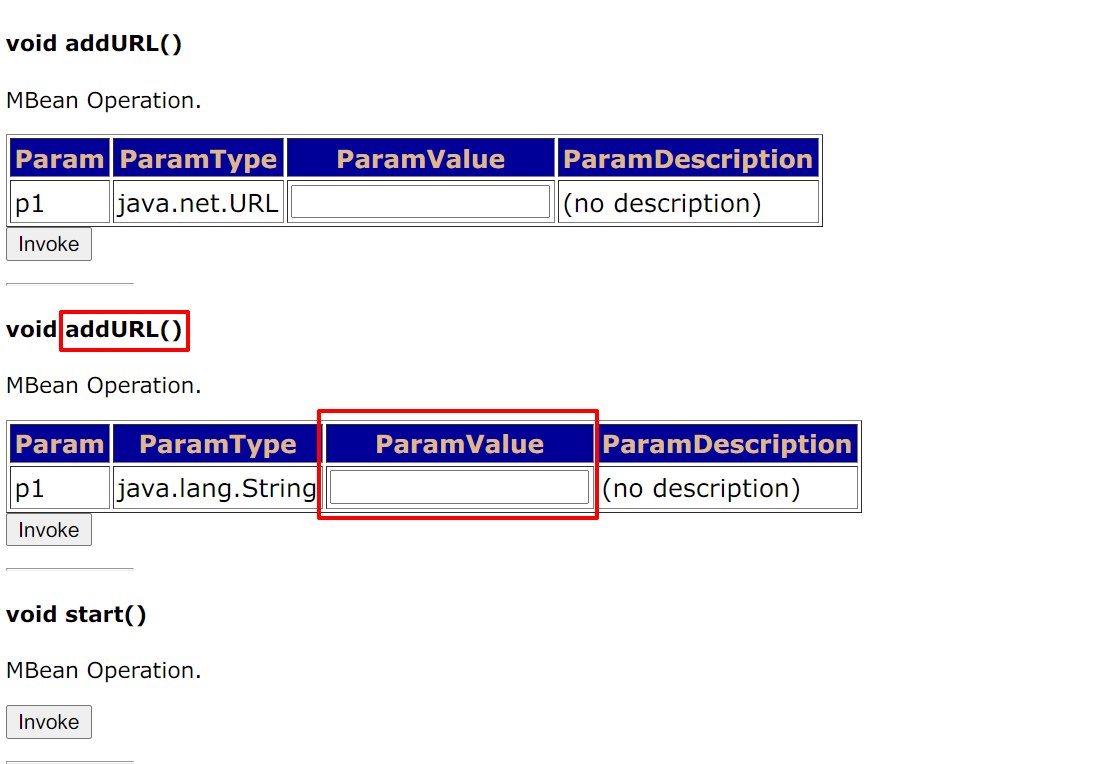 void addURL()
MBean Operation.
Param ParamType ParamValue ParamDescription
p1 java.net.URL (no description)
Invoke
void addURL()
MBean Operation.
Param ParamType ParamValue ParamDescription
p1 java.lang.String (no description)
Invoke
void start()
MBean Operation.
Invoke